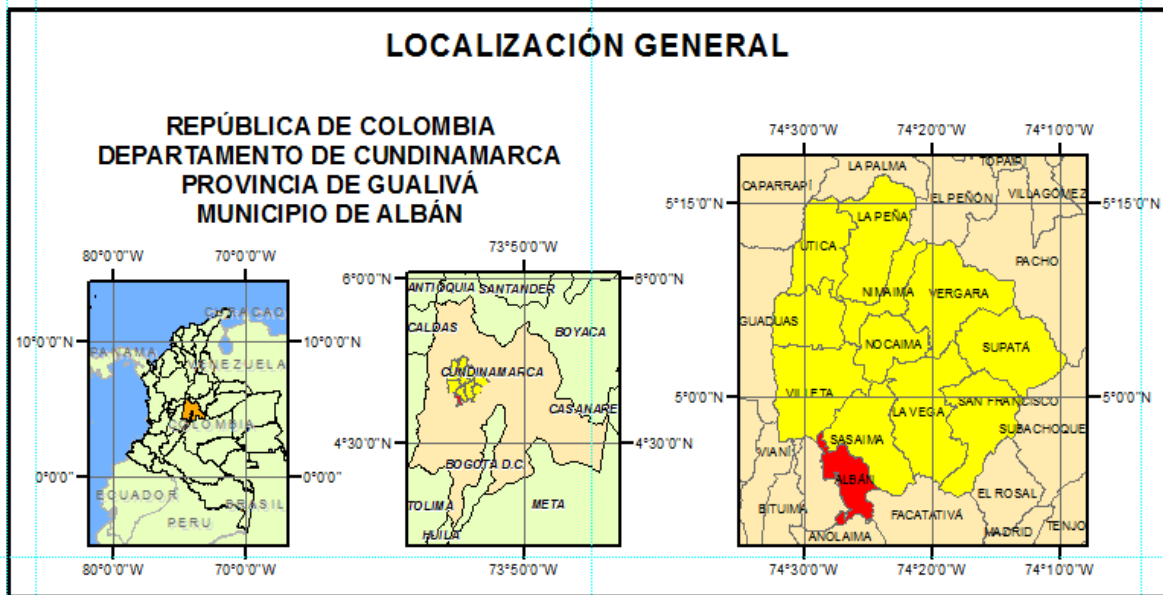 LOCALIZACIÓN GENERAL
REPÚBLICA DE COLOMBIA
DEPARTAMENTO DE CUNDINAMARCA
PROVINCIA DE GUALIVÁ
MUNICIPIO DE ALBÁN
80°0'0"W 70°0'0"W
10°0'0"N 10°0'0"N
0°0'0" 0°0'0"
80°0'0"W 70°0'0"W
CURACAO
PANAMA
VENEZUELA
COLOMBIA
ECUADOR
BRASIL
PERU
73°50'0"W
6°0'0"N 6°0'0"N
4°30'0"N 4°30'0"N
73°50'0"W
ANTIOQUIA
SANTANDER
CALDAS
BOYACA
CUNDINAMARCA
CASANARE
BOGOTA D.C.
TOLIMA
META
HUILA
74°30'0"W 74°20'0"W 74°10'0"W
5°15'0"N 5°15'0"N
5°0'0"N 5°0'0"N
74°30'0"W 74°20'0"W 74°10'0"W
LA PALMA
TOPAIPÍ
CAPARRAPÍ
EL PEÑÓN
VILLAGÓMEZ
LA PEÑA
UTICA
PACHO
NIMAIMA
VERGARA
GUADUAS
NOCAIMA
SUPATÁ
VILLETA
LA VEGA
SAN FRANCISCO
SASAIMA
SUBACHOQUE
VIANÍ
ALBÁN
BITUIMA
FACATATIVÁ
EL ROSAL
MADRID
TENJO
ANOLAIMA